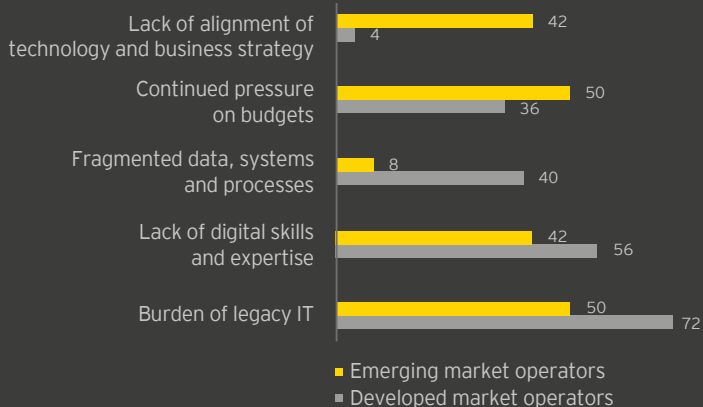 Lack of alignment of
technology and business strategy
42
4
Continued pressure
on budgets
50
36
Fragmented data, systems
and processes
8
40
Lack of digital skills
and expertise
42
56
Burden of legacy IT
50
72
Emerging market operators
Developed market operators